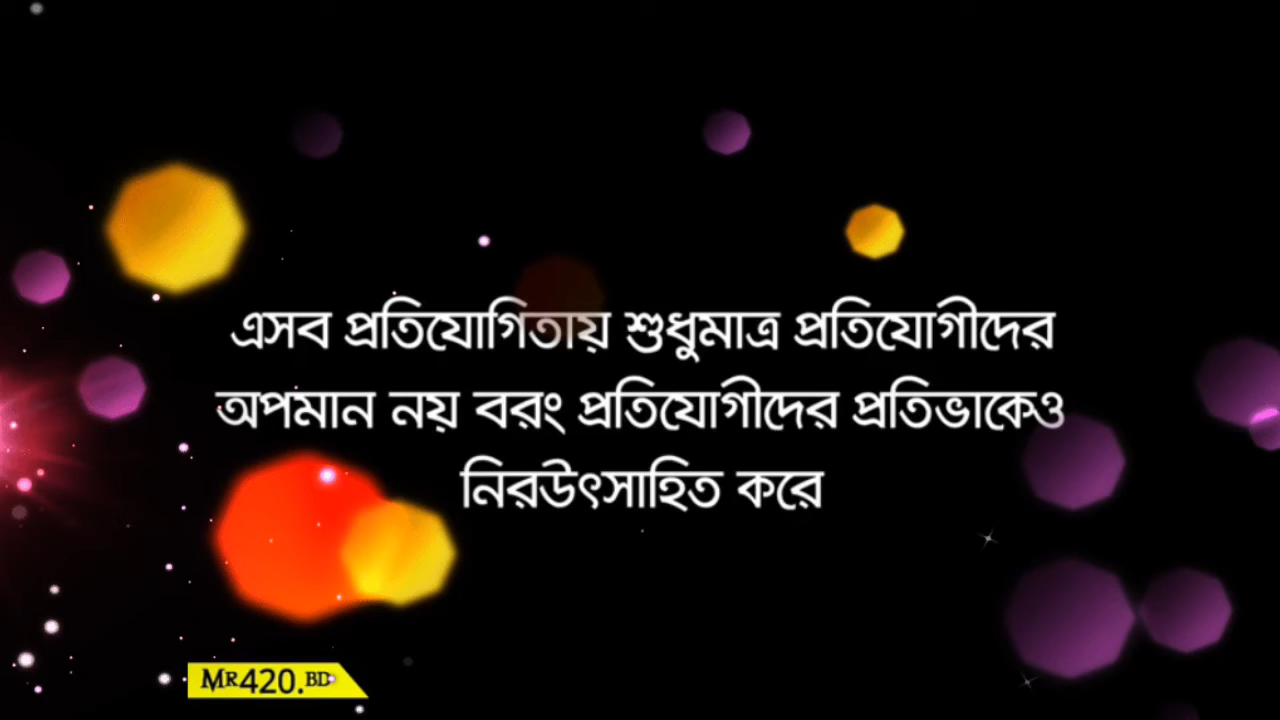 এসব প্রতিযোগিতায় শুধুমাত্র প্রতিযোগীদের
অপমান নয় বরং প্রতিযোগীদের প্রতিভাকেও
নিরউৎসাহিত করে
MR420.BD